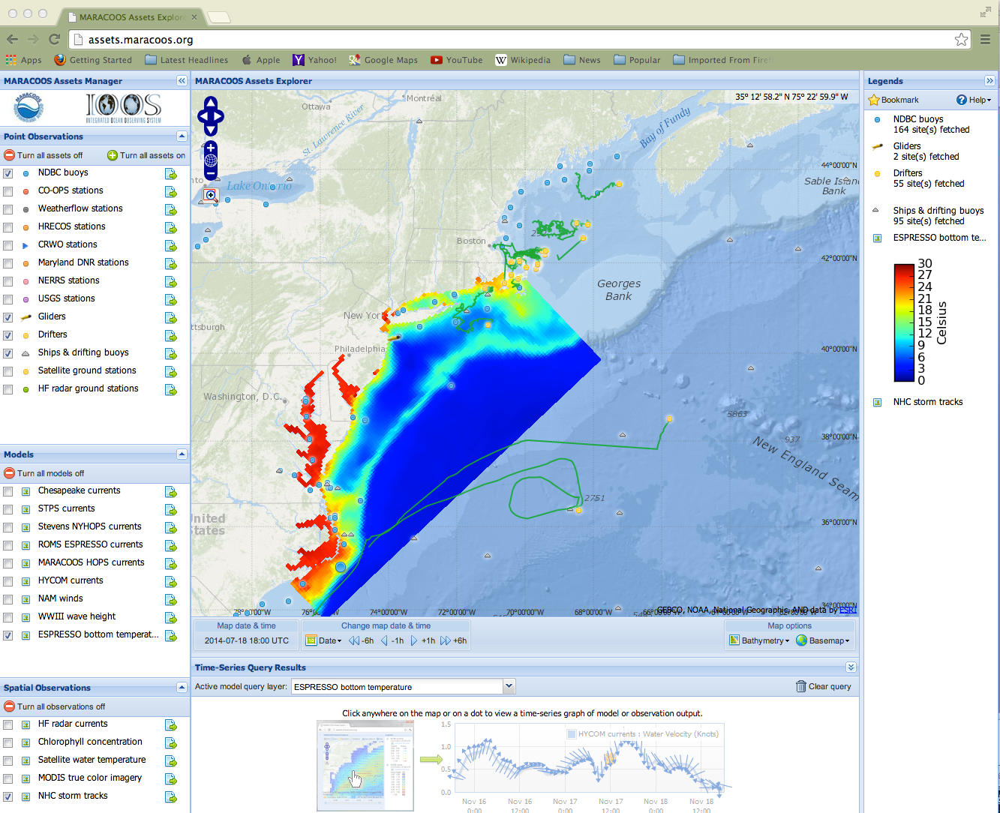 MARACOOS Assets Explor
assets.maracoos.org
Apps Getting Started Latest Headlines Apple Yahoo! Google Maps YouTube Wikipedia News Popular Imported From Firef
MARACOOS Assets Manager
MARACOOS
IOOS
INTEGRATED OCEAN OBSERVING SYSTEM
Point Observations
Turn all assets off Turn all assets on
NDBC buoys
CO-OPS stations
Weatherflow stations
HRECOS stations
CRWO stations
Maryland DNR stations
NERRS stations
USGS stations
Gliders
Drifters
Ships & drifting buoys
Satellite ground stations
HF radar ground stations
Models
Turn all models off
Chesapeake currents
STPS currents
Stevens NYHOPS currents
ROMS ESPRESSO currents
MARACOOS HOPS currents
HYCOM currents
NAM winds
WWIII wave height
ESPRESSO bottom temperat...
Spatial Observations
Turn all observations off
HF radar currents
Chlorophyll concentration
Satellite water temperature
MODIS true color imagery
NHC storm tracks
MARACOOS Assets Explorer
35° 12' 58.2" N 75° 22' 59.9" W
Montréal
Ottawa
St. Lawrence River
Bay of Fundy
44°00'00"N
Sable Islan
Bank
nto
Lake Ontario
Boston
42°00'00"N
Georges
Bank
New York
ttsburgh
Philadelphia
40°00'00"N
Washington, D.C.
5863
38°00'00"N
937
New England Seam
2751
United
States
36°00'00"N
34°00'00"N
78°00'00"W 76°00'00"W 74°00'00"W 72°00'00"W 70°00'00"W 68°00'00"W 66°00'00"W
GEBCO, NOAA, National Geographic, AND data by ESRI
Map date & time
2014-07-18 18:00 UTC
Change map date & time
Date -6h -1h +1h +6h
Map options
Bathymetry Basemap
Time-Series Query Results
Active model query layer: ESPRESSO bottom temperature Clear query
Click anywhere on the map or on a dot to view a time-series graph of model or observation output.
HYCOM currents : Water Velocity (Knots)
1.5
1.0
0.5
0.0
Nov 16 Nov 16 Nov 17 Nov 17 Nov 18 Nov 18
0:00 12:00 0:00 12:00 0:00 12:00
Legends
Bookmark Help
NDBC buoys
164 site(s) fetched
Gliders
2 site(s) fetched
Drifters
55 site(s) fetched
Ships & drifting buoys
95 site(s) fetched
ESPRESSO bottom te...
30
27
24
21
18
15
12
9
6
3
0
Celsius
NHC storm tracks